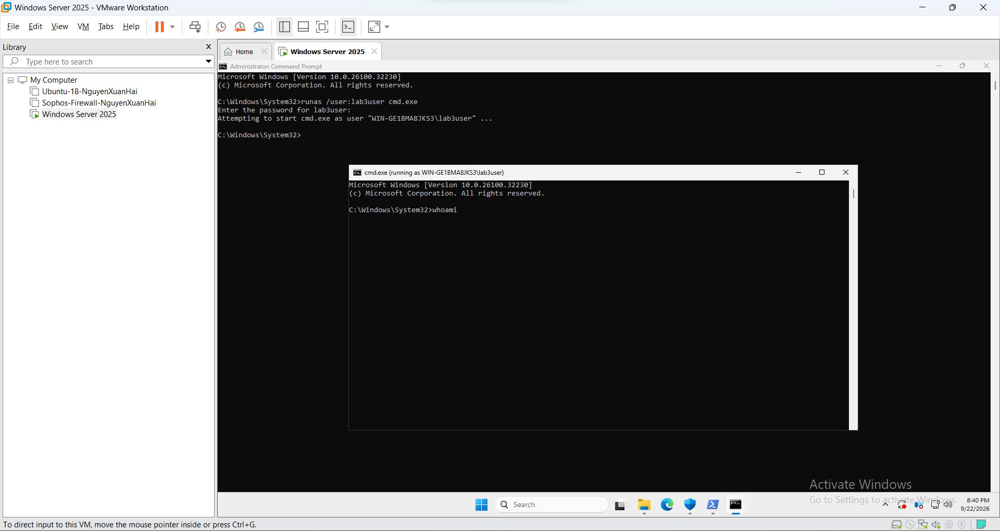 Windows Server 2025 - VMware Workstation
File Edit View VM Tabs Help
Library
Type here to search
My Computer
Ubuntu-18-NguyenXuanHai
Sophos-Firewall-NguyenXuanHai
Windows Server 2025
Home
Windows Server 2025
Administrator: Command Prompt
Microsoft Windows [Version 10.0.26100.32230]
(c) Microsoft Corporation. All rights reserved.
C:\Windows\System32>runas /user:lab3user cmd.exe
Enter the password for lab3user:
Attempting to start cmd.exe as user "WIN-GE1BMA8JKS3\lab3user" ...
C:\Windows\System32>
cmd.exe (running as WIN-GE1BMA8JKS3\lab3user)
Microsoft Windows [Version 10.0.26100.32230]
(c) Microsoft Corporation. All rights reserved.
C:\Windows\System32>whoami
Activate Windows
Go to Settings to activate Windows.
Search
8:40 PM
9/22/2026
To direct input to this VM, move the mouse pointer inside or press Ctrl+G.